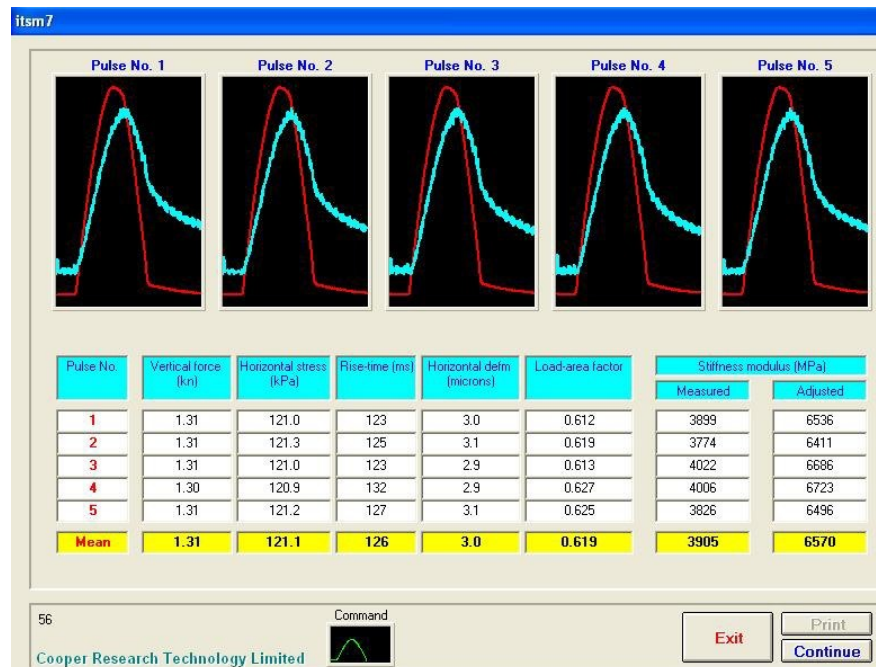 itsm7
Pulse No. 1 Pulse No. 2 Pulse No. 3 Pulse No. 4 Pulse No. 5
Pulse No. Vertical force (kn) Horizontal stress (kPa) Rise-time (ms) Horizontal defm (microns) Load-area factor Stiffness modulus (MPa)
Measured Adjusted
1 1.31 121.0 123 3.0 0.612 3899 6536
2 1.31 121.3 125 3.1 0.619 3774 6411
3 1.31 121.0 123 2.9 0.613 4022 6686
4 1.30 120.9 132 2.9 0.627 4006 6723
5 1.31 121.2 127 3.1 0.625 3826 6496
Mean 1.31 121.1 126 3.0 0.619 3905 6570
56 Command
Print
Exit
Cooper Research Technology Limited Continue